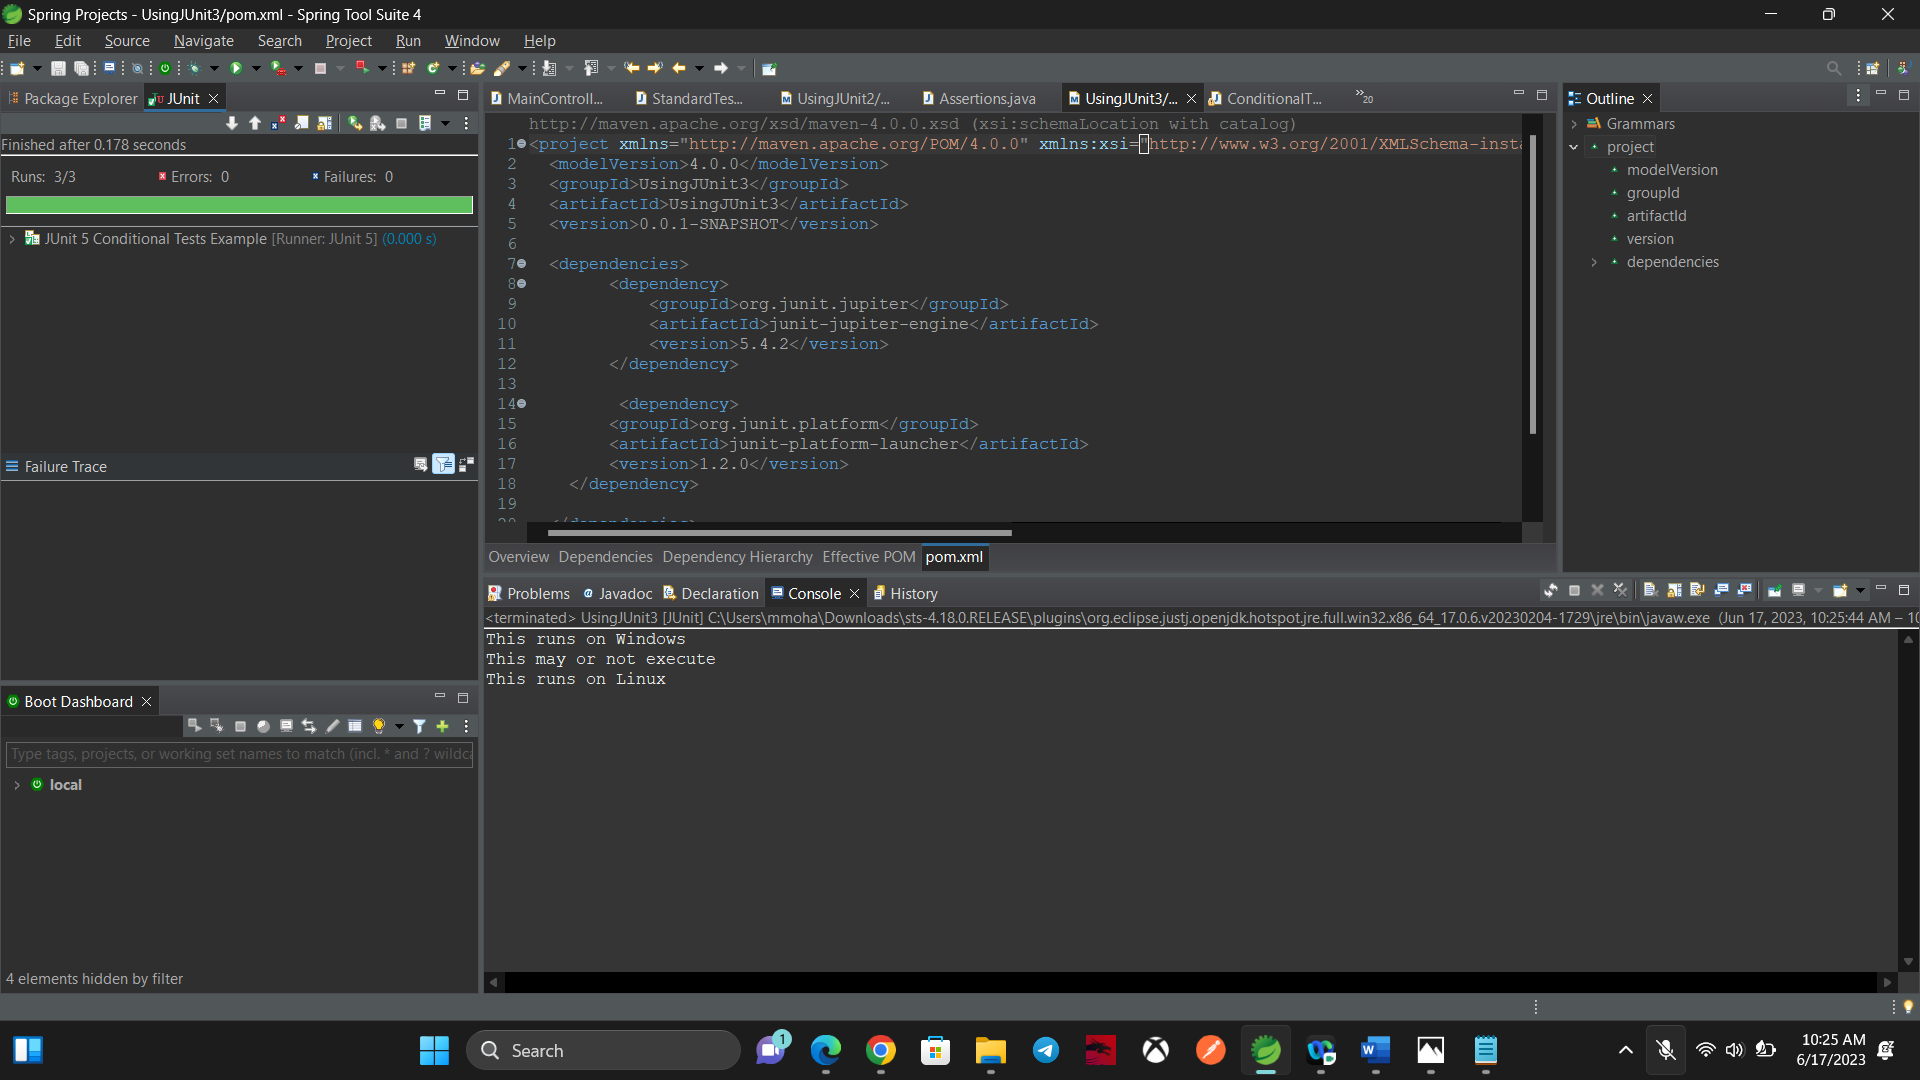 Spring Projects - UsingJUnit3/pom.xml - Spring Tool Suite 4
File Edit Source Navigate Search Project Run Window Help
Package Explorer JUnit
Finished after 0.178 seconds
Runs: 3/3 Errors: 0 Failures: 0
JUnit 5 Conditional Tests Example [Runner: JUnit 5] (0.000 s)
Failure Trace
Boot Dashboard
Type tags, projects, or working set names to match (incl. * and ? wildca
local
4 elements hidden by filter
MainControll... StandardTes... UsingJUnit2/... Assertions.java UsingJUnit3/... ConditionalT... »20
http://maven.apache.org/xsd/maven-4.0.0.xsd (xsi:schemaLocation with catalog)
1 <project xmlns="http://maven.apache.org/POM/4.0.0" xmlns:xsi="http://www.w3.org/2001/XMLSchema-insta
2 <modelVersion>4.0.0</modelVersion>
3 <groupId>UsingJUnit3</groupId>
4 <artifactId>UsingJUnit3</artifactId>
5 <version>0.0.1-SNAPSHOT</version>
6
7 <dependencies>
8 <dependency>
9 <groupId>org.junit.jupiter</groupId>
10 <artifactId>junit-jupiter-engine</artifactId>
11 <version>5.4.2</version>
12 </dependency>
13
14 <dependency>
15 <groupId>org.junit.platform</groupId>
16 <artifactId>junit-platform-launcher</artifactId>
17 <version>1.2.0</version>
18 </dependency>
19
20 </dependencies>
Overview Dependencies Dependency Hierarchy Effective POM pom.xml
Outline
Grammars
project
modelVersion
groupId
artifactId
version
dependencies
Problems Javadoc Declaration Console History
<terminated> UsingJUnit3 [JUnit] C:\Users\mmoha\Downloads\sts-4.18.0.RELEASE\plugins\org.eclipse.justj.openjdk.hotspot.jre.full.win32.x86_64_17.0.6.v20230204-1729\jre\bin\javaw.exe (Jun 17, 2023, 10:25:44 AM – 10
This runs on Windows
This may or not execute
This runs on Linux
Search
1
10:25 AM
6/17/2023